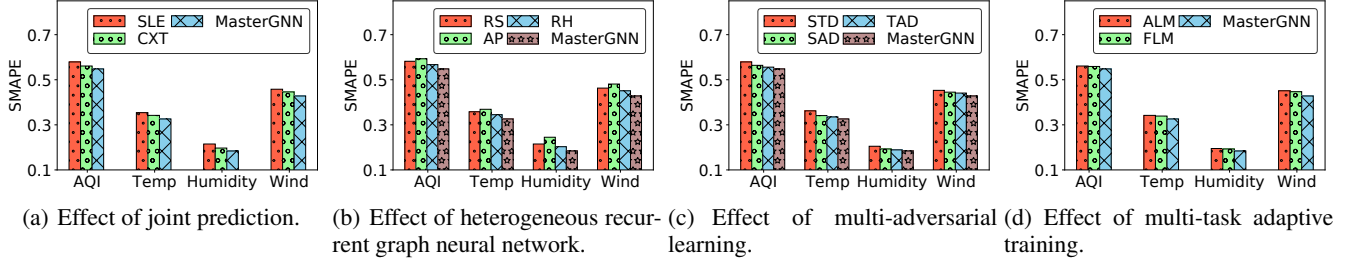 0.7
0.5
0.3
0.1
SMAPE
SLE
MasterGNN
CXT
AQI Temp Humidity Wind
(a) Effect of joint prediction.
0.7
0.5
0.3
0.1
SMAPE
RS
RH
AP
MasterGNN
AQI Temp Humidity Wind
(b) Effect of heterogeneous recur-
rent graph neural network.
0.7
0.5
0.3
0.1
SMAPE
STD
TAD
SAD
MasterGNN
AQI Temp Humidity Wind
(c) Effect of multi-adversarial
learning.
0.7
0.5
0.3
0.1
SMAPE
ALM
MasterGNN
FLM
AQI Temp Humidity Wind
(d) Effect of multi-task adaptive
training.